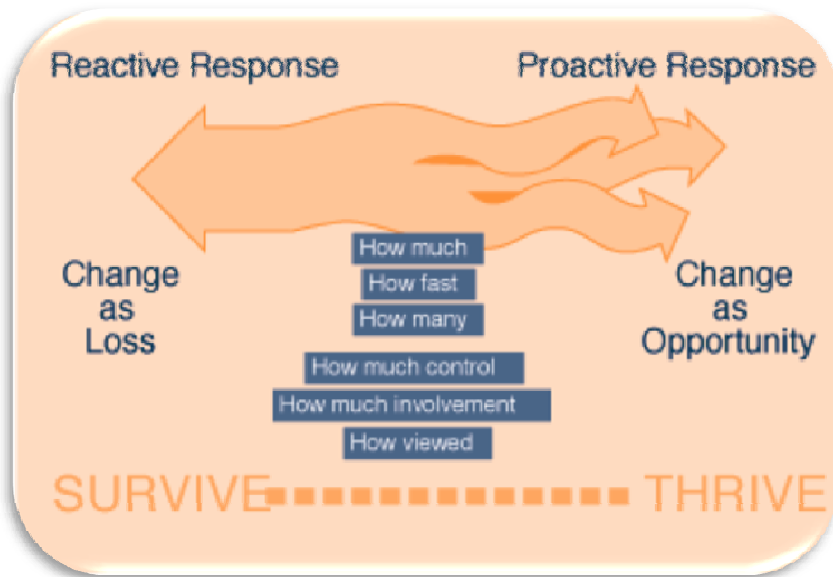 Reactive Response
Proactive Response
Change
as
Loss
How much
How fast
How many
How much control
How much involvement
How viewed
Change
as
Opportunity
SURVIVE
THRIVE